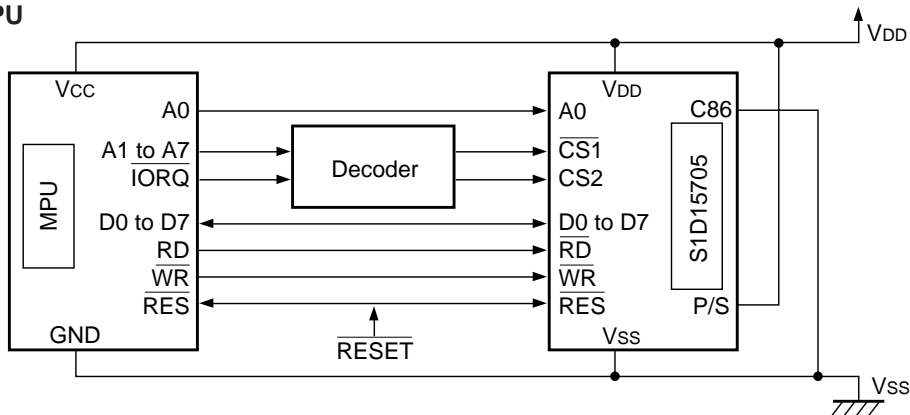 PU
VDD
VCC
A0
A1 to A7
IORQ
D0 to D7
RD
WR
RES
GND
MPU
Decoder
RESET
VDD
A0
C86
CS1
CS2
D0 to D7
RD
WR
RES
P/S
VSS
S1D15705
VSS